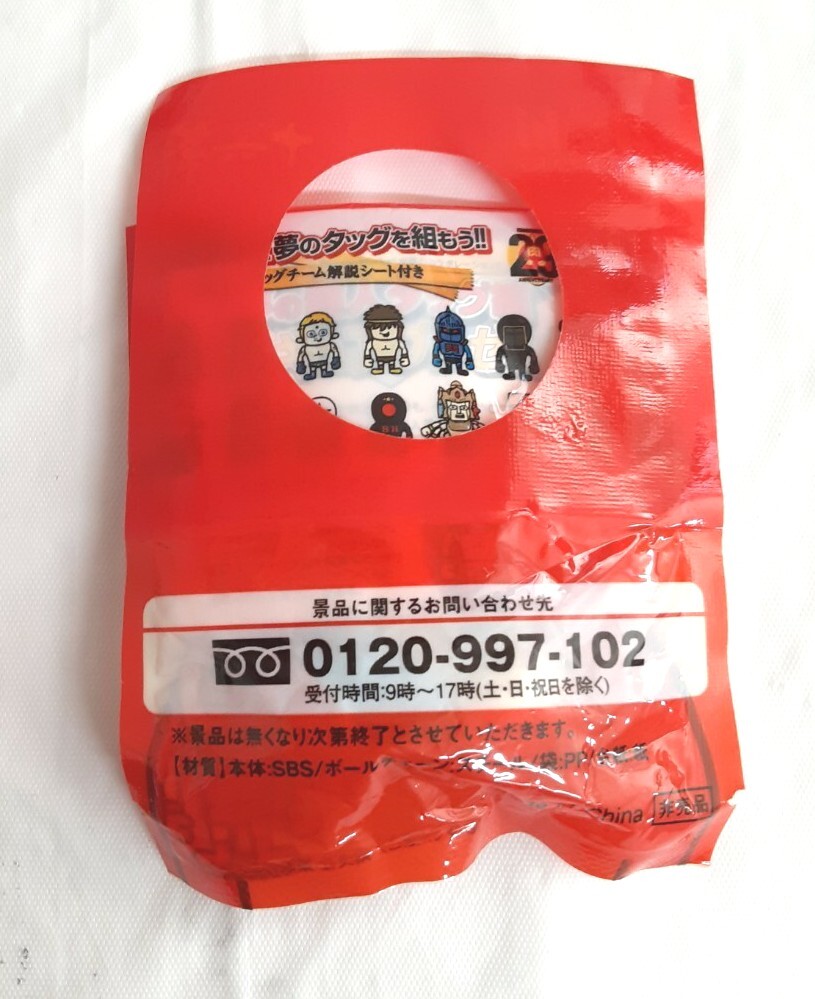 夢のタッグを組もう!!
ッグチーム解説シート付き
景品に関するお問い合わせ先
0120-997-102
受付時間:9時〜17時(土・日・祝日を除く)
※景品は無くなり次第終了とさせていただきます。
【材質】本体:SBS/ボール
China 非売品